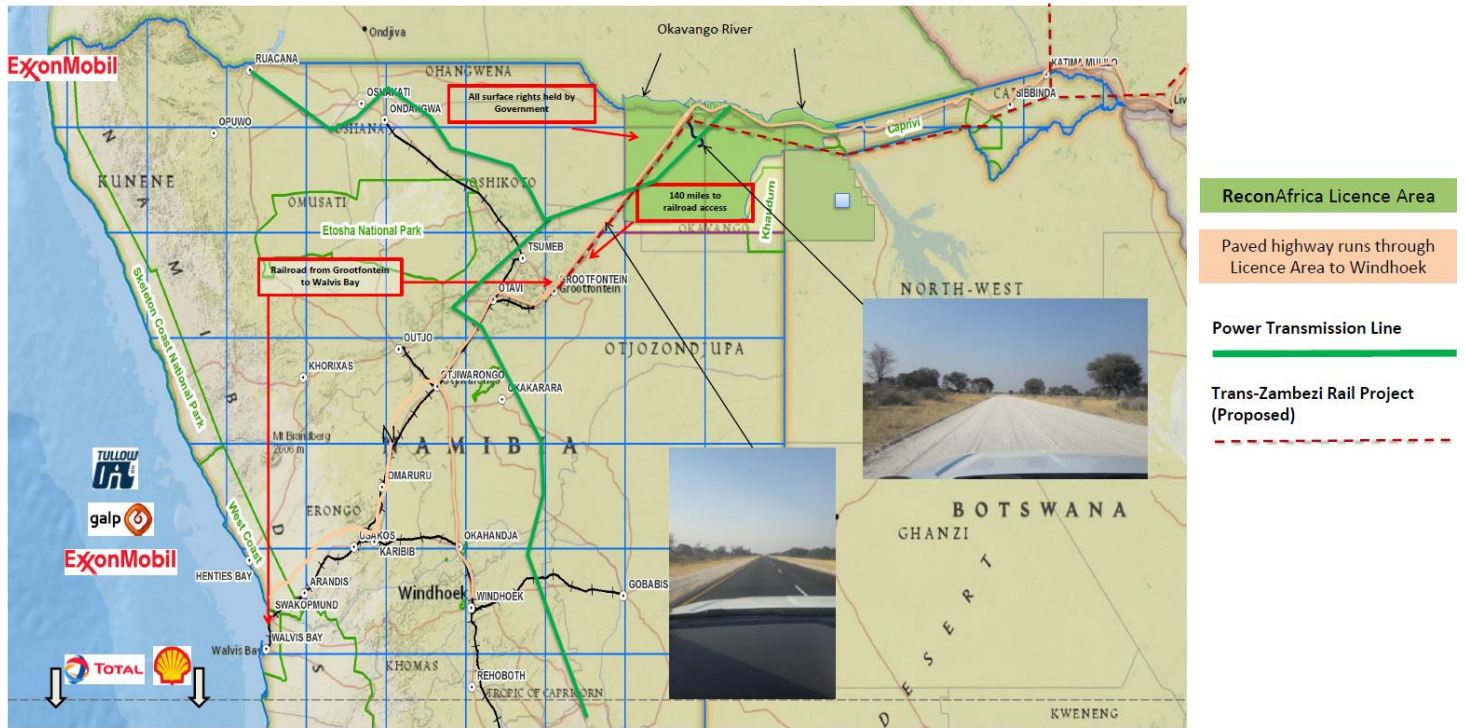 Ondjiva
Okavango River
ExxonMobil
RUACANA
OHANGWENA
KATIMA MULILO
OSHAKATI
ONDANGWA
All surface rights held by
Government
SIBBINDA
OPUWO
OSHANA
Caprivi
KUNENE
OSHIKOTO
OMUSATI
140 miles to
railroad access
Khaudum
Etosha National Park
OKAVANGO
TSUMEB
Railroad from Grootfontein
to Walvis Bay
GROOTFONTEIN
Grootfontein
OTAVI
NORTH-WEST
Skeleton Coast National Park
OUTJO
OTJOZONDJUPA
KHORIXAS
OTJIWARONGO
OKAKARARA
Mt Brandberg
2606 m
NAMIBIA
TULLOW
Oil
galp
ExxonMobil
West Coast
OMARURU
ERONGO
BOTSWANA
GHANZI
USAKOS
KARIBIB
OKAHANDJA
HENTIES BAY
ARANDIS
Windhoek
WINDHOEK
GOBABIS
SWAKOPMUND
WALVIS BAY
Walvis Bay
KHOMAS
TOTAL
REHOBOTH
TROPIC OF CAPRICORN
KWENENG
NAMIB
DESERT
ReconAfrica Licence Area
Paved highway runs through
Licence Area to Windhoek
Power Transmission Line
Trans-Zambezi Rail Project
(Proposed)